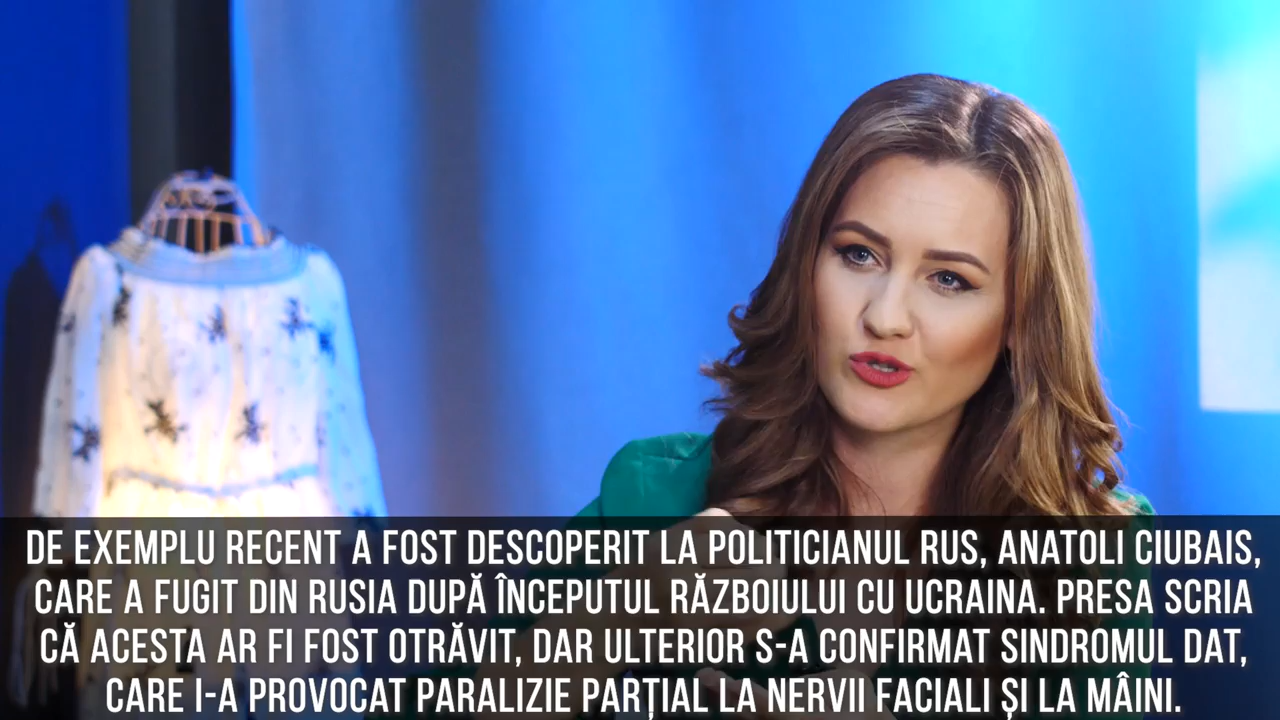 DE EXEMPLU RECENT A FOST DESCOPERIT LA POLITICIANUL RUS, ANATOLI CIUBAIS,
CARE A FUGIT DIN RUSIA DUPĂ ÎNCEPUTUL RĂZBOIULUI CU UCRAINA. PRESA SCRIA
CĂ ACESTA AR FI FOST OTRĂVIT, DAR ULTERIOR S-A CONFIRMAT SINDROMUL DAT,
CARE I-A PROVOCAT PARALIZIE PARȚIAL LA NERVII FACIALI ȘI LA MÂINI.